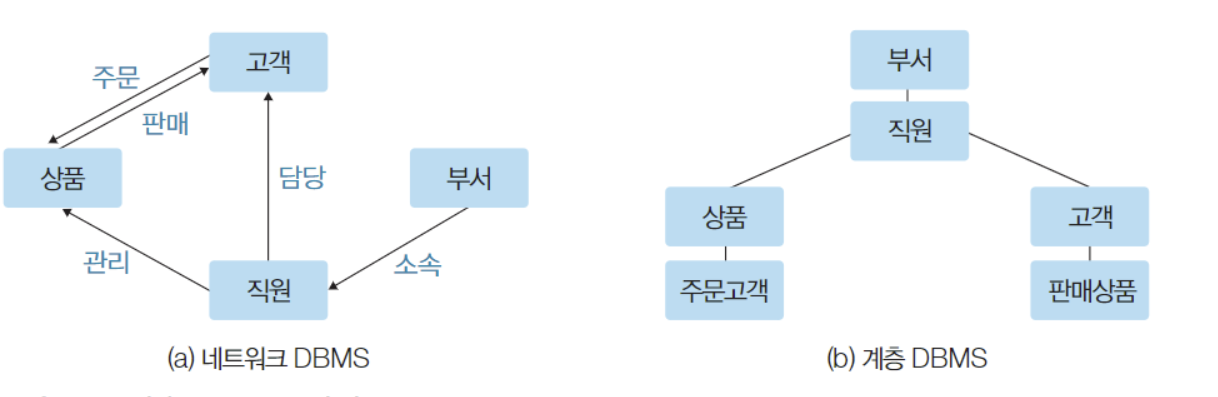 고객
주문
판매
상품
담당
부서
관리
소속
직원
(a) 네트워크 DBMS
부서
직원
상품
고객
주문고객
판매상품
(b) 계층 DBMS